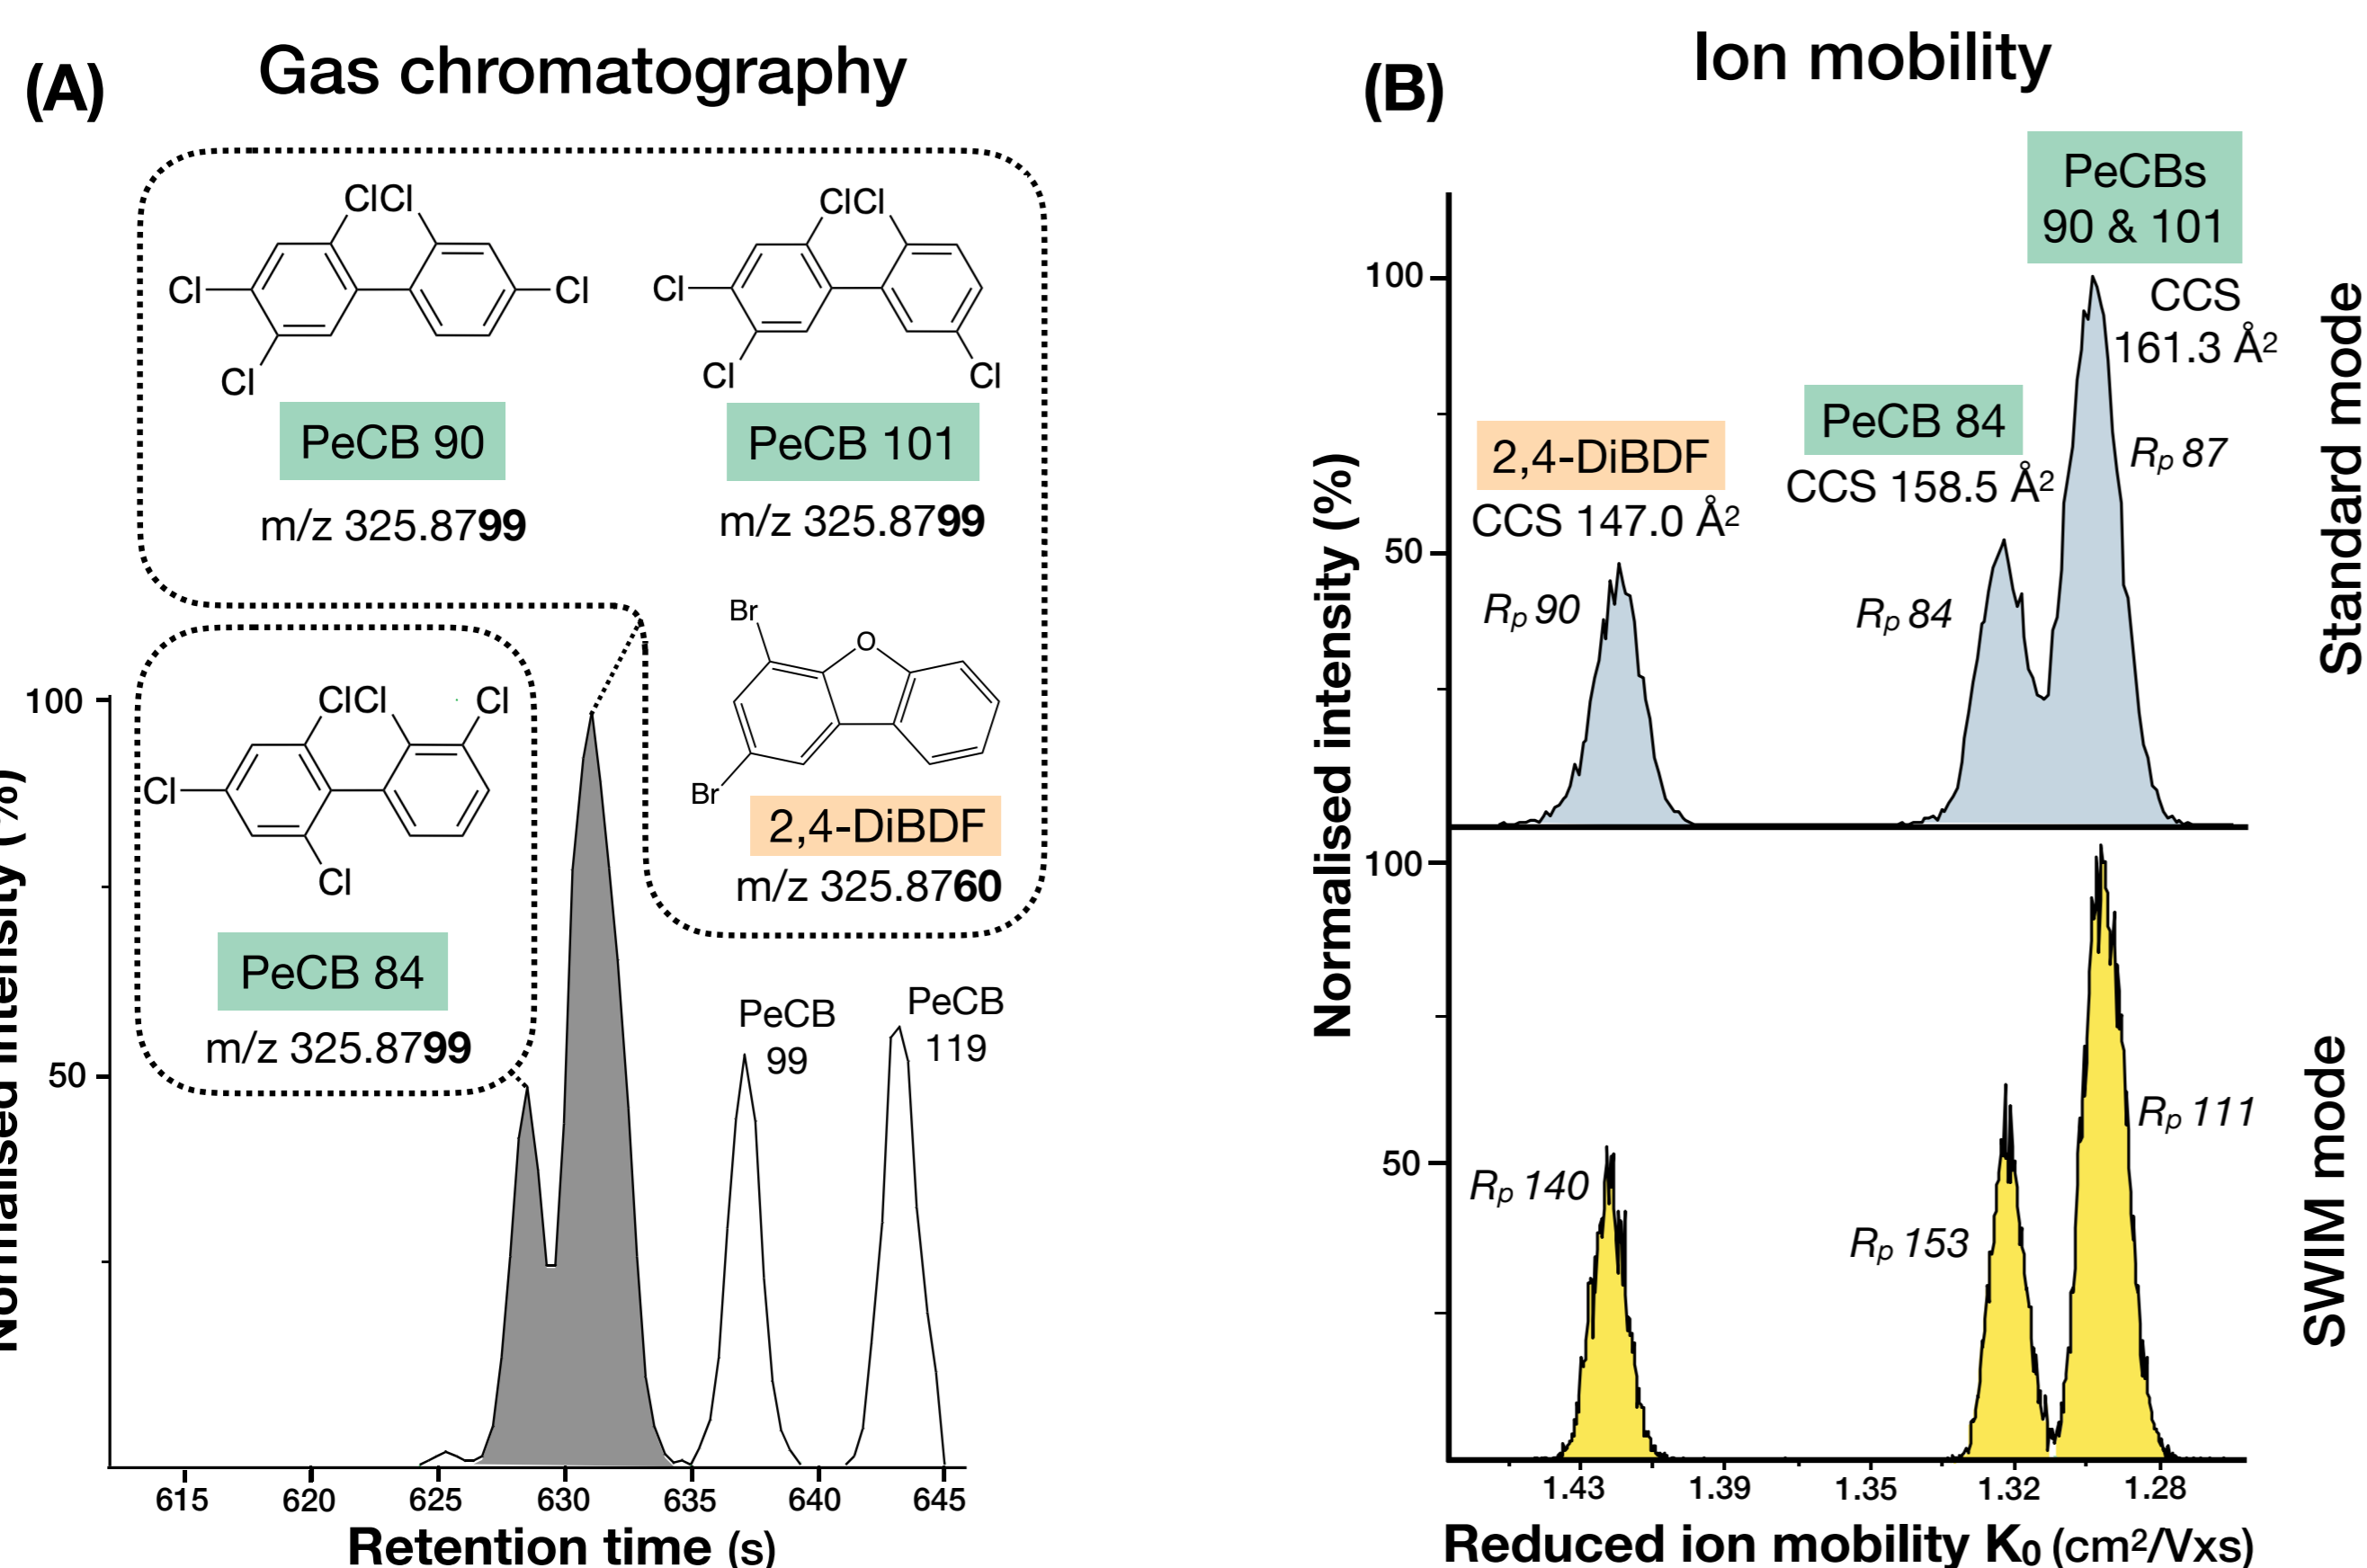 (A)
Gas chromatography
ClCl
Cl
Cl
Cl
PeCB 90
m/z 325.8799
ClCl
Cl
Cl
Cl
PeCB 101
m/z 325.8799
Br
O
Br
2,4-DiBDF
m/z 325.8760
ClCl
Cl
Cl
Cl
PeCB 84
m/z 325.8799
PeCB
99
PeCB
119
100
50
Normalised intensity (%)
615 620 625 630 635 640 645
Retention time (s)
(B)
Ion mobility
PeCBs
90 & 101
CCS
161.3 Å²
Rp 87
PeCB 84
CCS 158.5 Å²
Rp 84
2,4-DiBDF
CCS 147.0 Å²
Rp 90
100
50
Standard mode
Normalised intensity (%)
100
50
Rp 140
Rp 153
Rp 111
SWIM mode
1.43 1.39 1.35 1.32 1.28
Reduced ion mobility K₀ (cm²/Vxs)